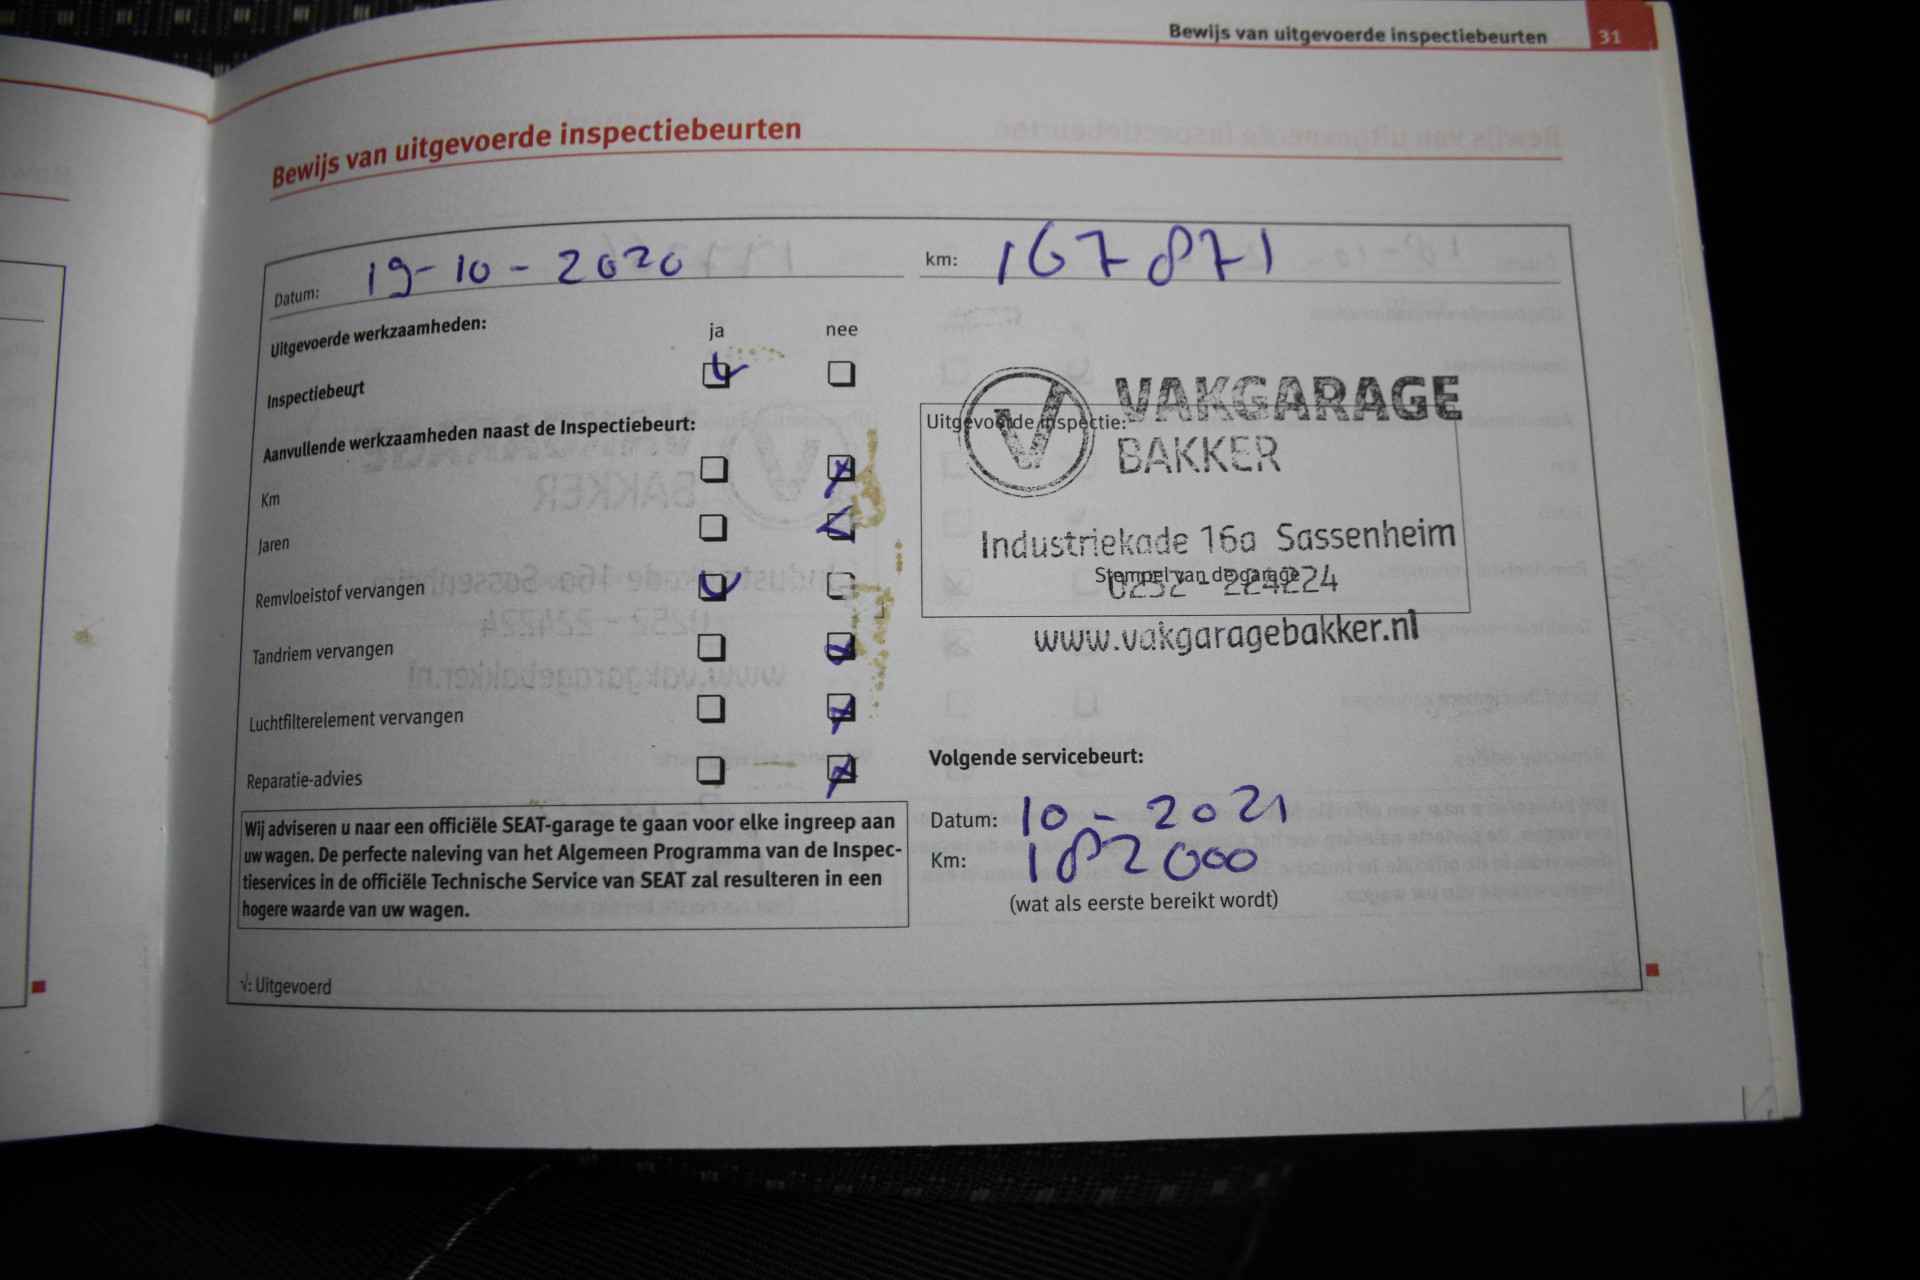 Bewijs van uitgevoerde inspectiebeurten 31
Bewijs van uitgevoerde inspectiebeurten
Datum: 19-10-2020
km: 167871
Uitgevoerde werkzaamheden: ja nee
Inspectiebeurt
Aanvullende werkzaamheden naast de Inspectiebeurt:
Km
Jaren
Remvloeistof vervangen
Tandriem vervangen
Luchtfilterelement vervangen
Reparatie-advies
Wij adviseren u naar een officiële SEAT-garage te gaan voor elke ingreep aan
uw wagen. De perfecte naleving van het Algemeen Programma van de Inspec-
tieservices in de officiële Technische Service van SEAT zal resulteren in een
hogere waarde van uw wagen.
√: Uitgevoerd
VAKGARAGE
Uitgevoerde inspectie:
BAKKER
Industriekade 16a Sassenheim
Stempel van de garage
0252 - 224224
www.vakgaragebakker.nl
Volgende servicebeurt:
Datum: 10 - 2021
Km: 182000
(wat als eerste bereikt wordt)